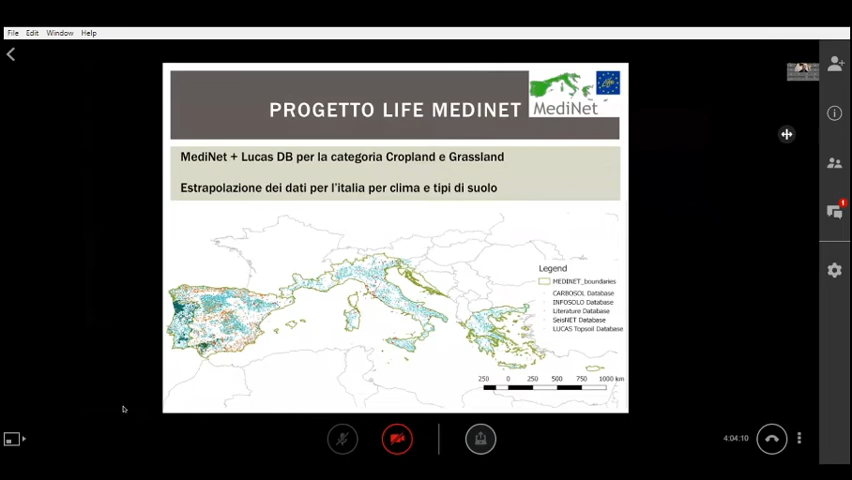 File Edit Window Help
PROGETTO LIFE MEDINET
MediNet
MediNet + Lucas DB per la categoria Cropland e Grassland
Estrapolazione dei dati per l'italia per clima e tipi di suolo
Legend
MEDINET_boundaries
CARBOSOL Database
INFOSOLO Database
Literature Database
SeisNET Database
LUCAS Topsoil Database
250 0 250 500 750 1000 km
1
4:04:10